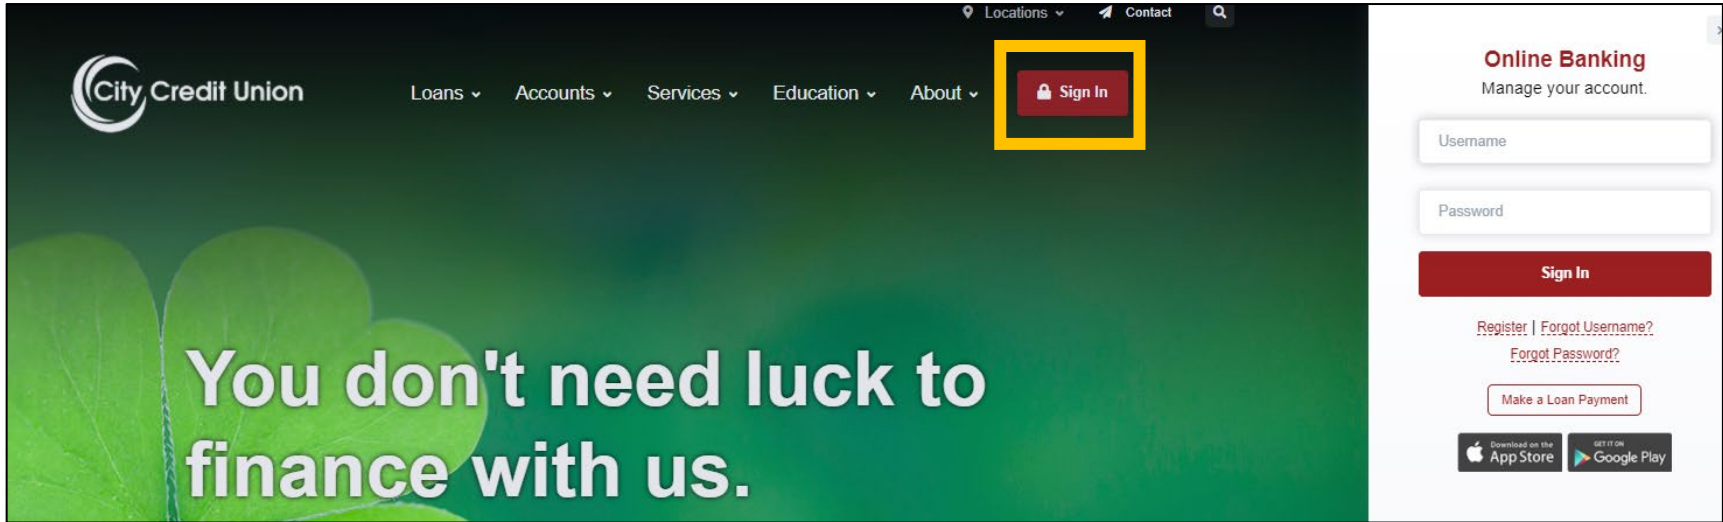 Locations
Contact
City Credit Union
Loans
Accounts
Services
Education
About
Sign In
You don't need luck to
finance with us.
Online Banking
Manage your account.
Username
Password
Sign In
Register | Forgot Username?
Forgot Password?
Make a Loan Payment
Download on the
App Store
GET IT ON
Google Play